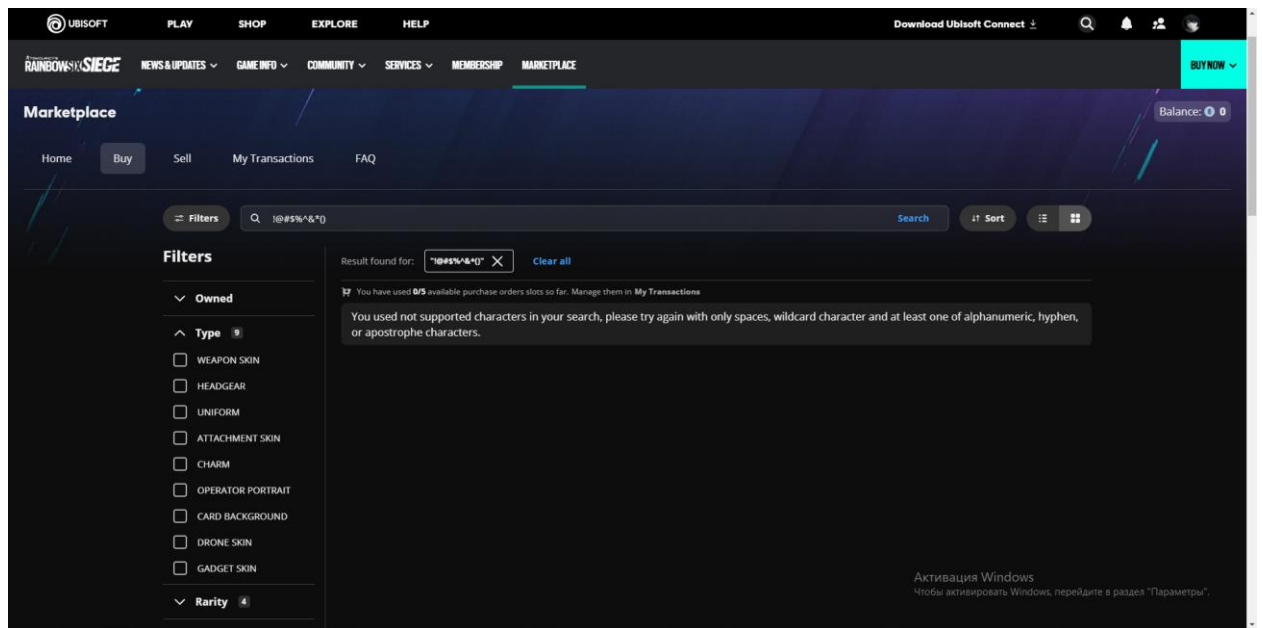 UBISOFT PLAY SHOP EXPLORE HELP Download Ubisoft Connect
RAINBOW SIX SIEGE NEWS & UPDATES GAME INFO COMMUNITY SERVICES MEMBERSHIP MARKETPLACE BUY NOW
Marketplace Balance: 0
Home Buy Sell My Transactions FAQ
Filters !@#$%^&*() Search Sort
Filters
Result found for: "!@#$%^&*()" Clear all
Owned
You have used 0/5 available purchase orders slots so far. Manage them in My Transactions
You used not supported characters in your search, please try again with only spaces, wildcard character and at least one of alphanumeric, hyphen,
or apostrophe characters.
Type 9
WEAPON SKIN
HEADGEAR
UNIFORM
ATTACHMENT SKIN
CHARM
OPERATOR PORTRAIT
CARD BACKGROUND
DRONE SKIN
GADGET SKIN
Rarity 4
Активация Windows
Чтобы активировать Windows, перейдите в раздел "Параметры".